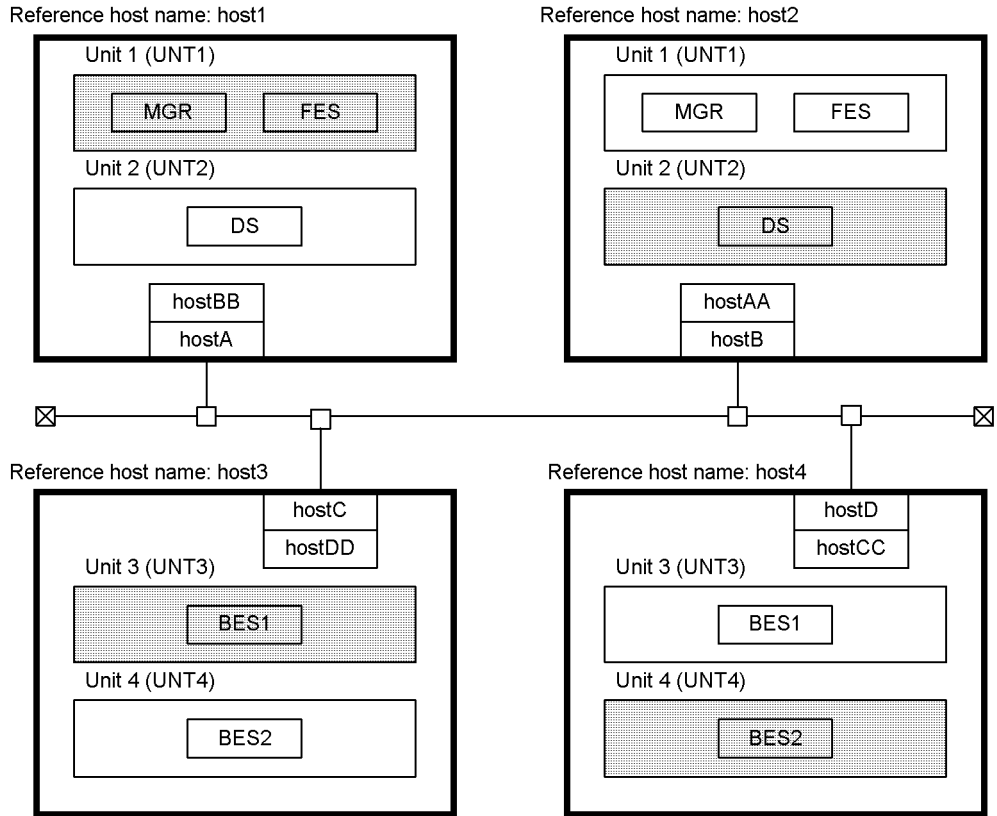 Reference host name: host1
Reference host name: host2
Unit 1 (UNT1)
MGR
FES
Unit 2 (UNT2)
DS
hostBB
hostA
Unit 1 (UNT1)
MGR
FES
Unit 2 (UNT2)
DS
hostAA
hostB
Reference host name: host3
Reference host name: host4
hostC
hostDD
Unit 3 (UNT3)
BES1
Unit 4 (UNT4)
BES2
hostD
hostCC
Unit 3 (UNT3)
BES1
Unit 4 (UNT4)
BES2